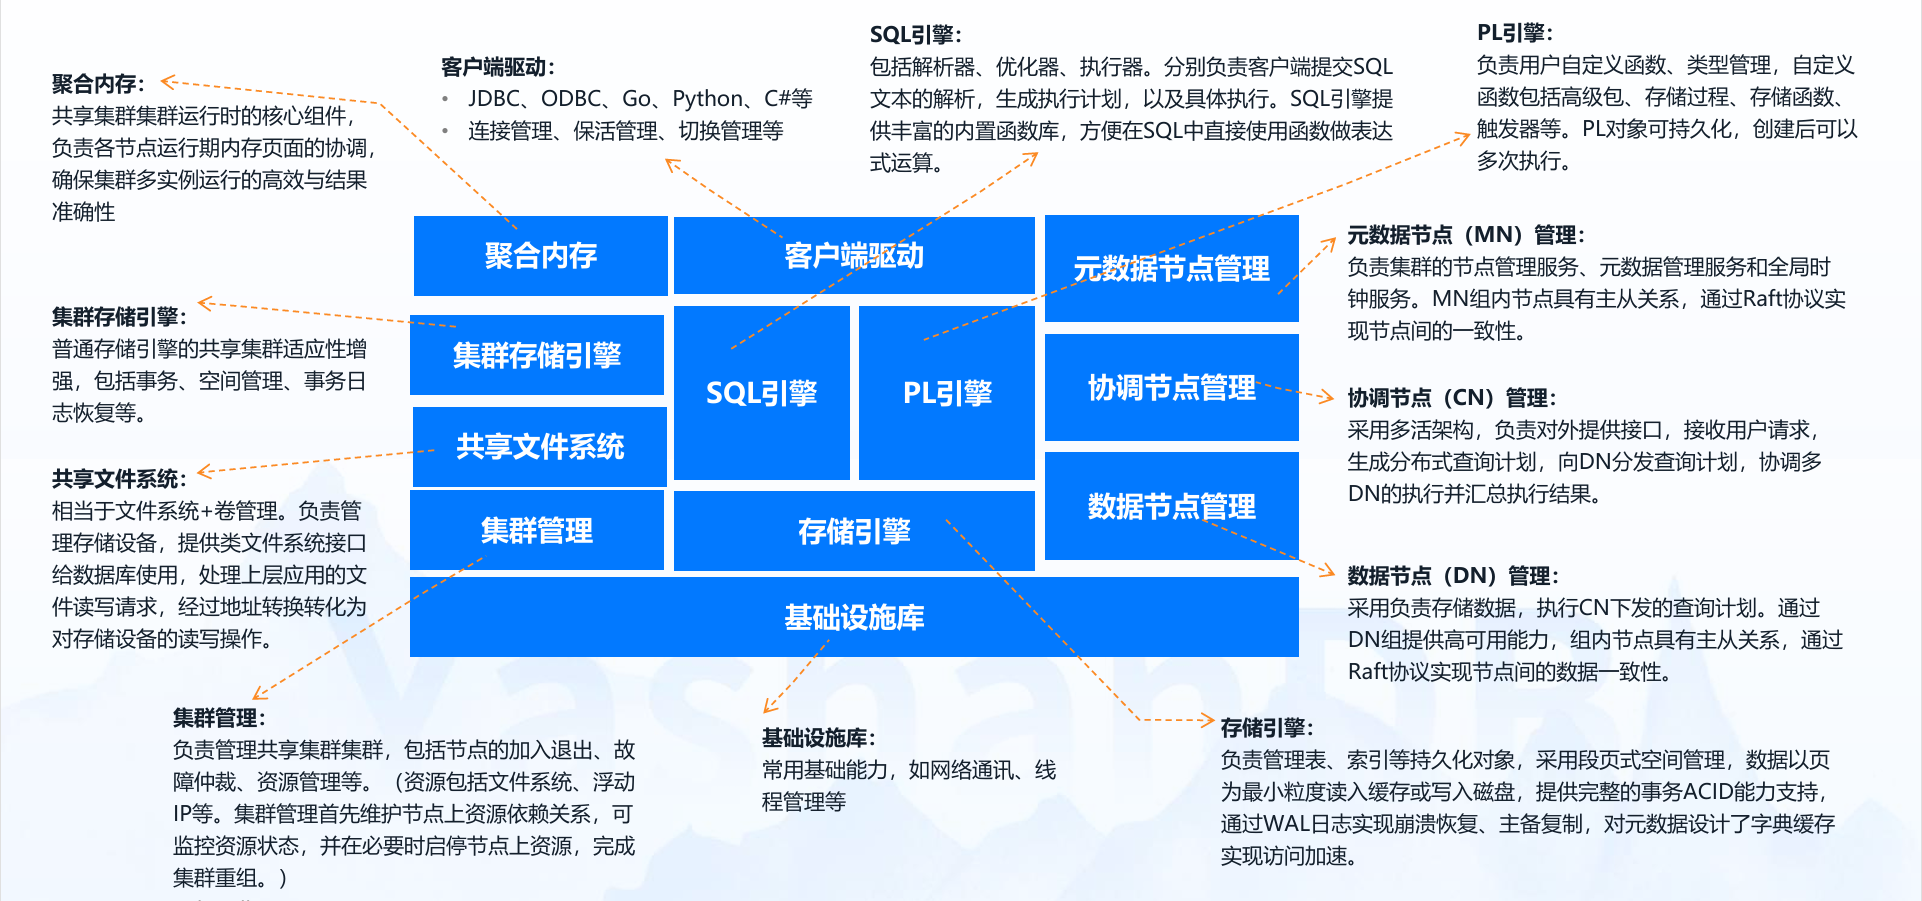 聚合内存：
共享集群集群运行时的核心组件，
负责各节点运行期内存页面的协调，
确保集群多实例运行的高效与结果
准确性
客户端驱动：
• JDBC、ODBC、Go、Python、C#等
• 连接管理、保活管理、切换管理等
SQL引擎：
包括解析器、优化器、执行器。分别负责客户端提交SQL
文本的解析，生成执行计划，以及具体执行。SQL引擎提
供丰富的内置函数库，方便在SQL中直接使用函数做表达
式运算。
PL引擎：
负责用户自定义函数、类型管理，自定义
函数包括高级包、存储过程、存储函数、
触发器等。PL对象可持久化，创建后可以
多次执行。
集群存储引擎：
普通存储引擎的共享集群适应性增
强，包括事务、空间管理、事务日
志恢复等。
共享文件系统：
相当于文件系统+卷管理。负责管
理存储设备，提供类文件系统接口
给数据库使用，处理上层应用的文
件读写请求，经过地址转换转化为
对存储设备的读写操作。
聚合内存
客户端驱动
元数据节点管理
集群存储引擎
SQL引擎
PL引擎
协调节点管理
共享文件系统
数据节点管理
集群管理
存储引擎
基础设施库
元数据节点（MN）管理：
负责集群的节点管理服务、元数据管理服务和全局时
钟服务。MN组内节点具有主从关系，通过Raft协议实
现节点间的一致性。
协调节点（CN）管理：
采用多活架构，负责对外提供接口，接收用户请求，
生成分布式查询计划，向DN分发查询计划，协调多
DN的执行并汇总执行结果。
数据节点（DN）管理：
采用负责存储数据，执行CN下发的查询计划。通过
DN组提供高可用能力，组内节点具有主从关系，通过
Raft协议实现节点间的数据一致性。
集群管理：
负责管理共享集群集群，包括节点的加入退出、故
障仲裁、资源管理等。（资源包括文件系统、浮动
IP等。集群管理首先维护节点上资源依赖关系，可
监控资源状态，并在必要时启停节点上资源，完成
集群重组。）
基础设施库：
常用基础能力，如网络通讯、线
程管理等
存储引擎：
负责管理表、索引等持久化对象，采用段页式空间管理，数据以页
为最小粒度读入缓存或写入磁盘，提供完整的事务ACID能力支持，
通过WAL日志实现崩溃恢复、主备复制，对元数据设计了字典缓存
实现访问加速。
YashanDB